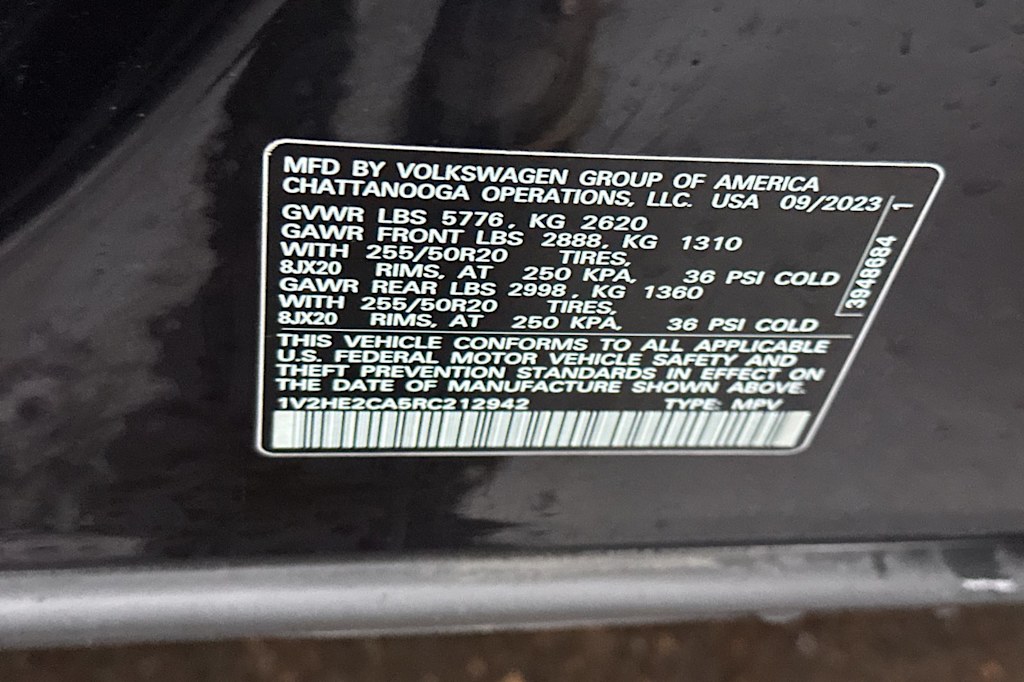 MFD BY VOLKSWAGEN GROUP OF AMERICA
CHATTANOOGA OPERATIONS, LLC. USA 09/2023
GVWR LBS 5776, KG 2620
GAWR FRONT LBS 2888, KG 1310
WITH 255/50R20 TIRES,
8JX20 RIMS, AT 250 KPA, 36 PSI COLD
GAWR REAR LBS 2998, KG 1360
WITH 255/50R20 TIRES,
8JX20 RIMS, AT 250 KPA, 36 PSI COLD
THIS VEHICLE CONFORMS TO ALL APPLICABLE
U.S. FEDERAL MOTOR VEHICLE SAFETY AND
THEFT PREVENTION STANDARDS IN EFFECT ON
THE DATE OF MANUFACTURE SHOWN ABOVE.
1V2HE2CA5RC212942 TYPE: MPV
3948684 1